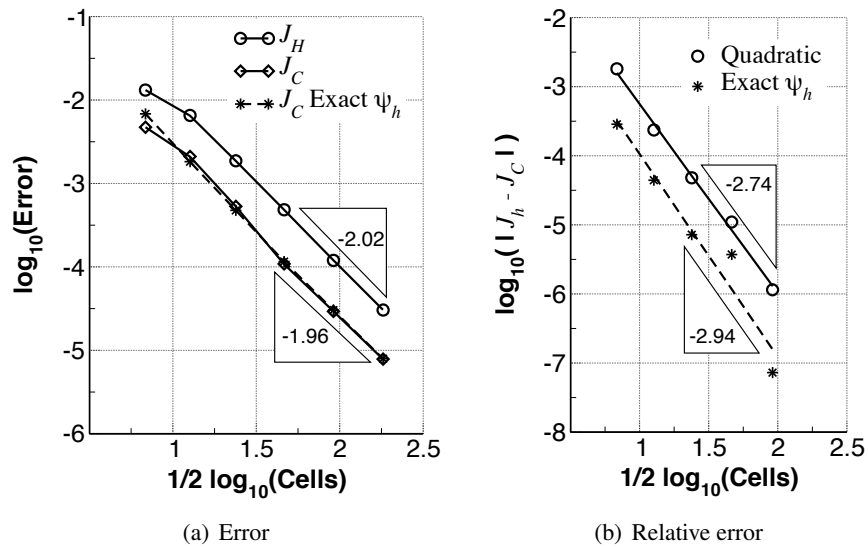 -1
-2
-3
-4
-5
-6
log10(Error)
J_H
J_C
J_C Exact ψ_h
-2.02
-1.96
1
1.5
2
2.5
1/2 log10(Cells)
(a) Error
-2
-3
-4
-5
-6
-7
-8
log10( | J_h - J_C | )
Quadratic
Exact ψ_h
-2.74
-2.94
1
1.5
2
2.5
1/2 log10(Cells)
(b) Relative error